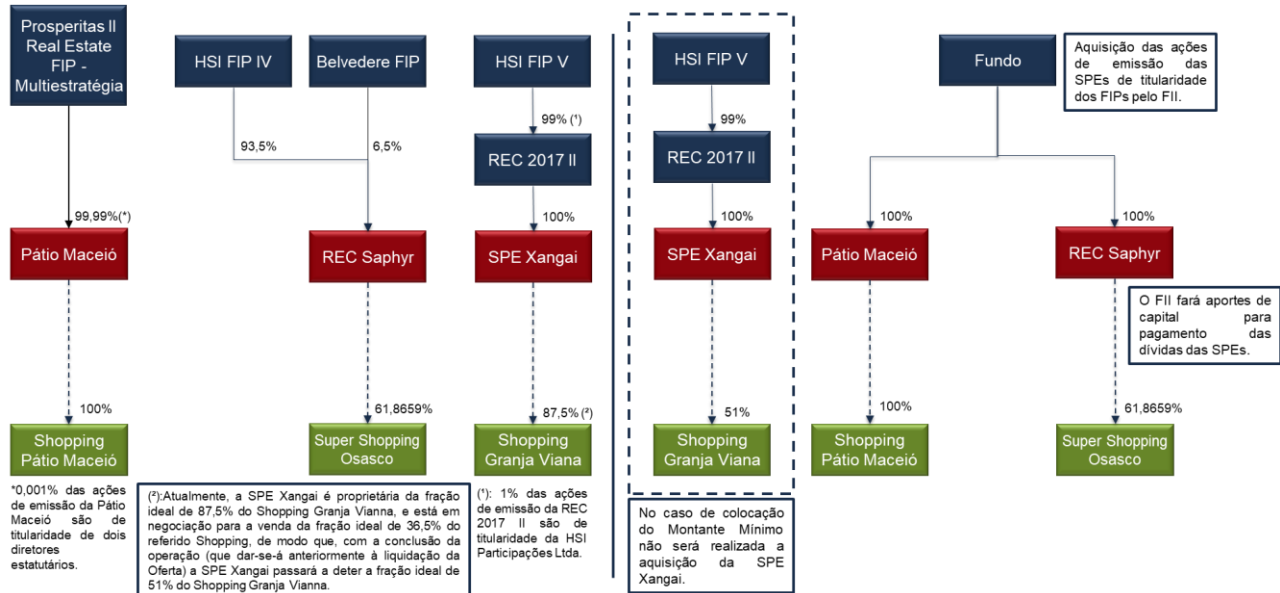 Prosperitas II
Real Estate
FIP -
Multiestratégia
HSI FIP IV
Belvedere FIP
HSI FIP V
HSI FIP V
Fundo
Aquisição das ações
de emissão das
SPEs de titularidade
dos FIPs pelo FII.
99% (¹)
99%
93,5%
6,5%
REC 2017 II
REC 2017 II
99,99%(*)
100%
100%
100%
100%
Pátio Maceió
REC Saphyr
SPE Xangai
SPE Xangai
Pátio Maceió
REC Saphyr
O FII fará aportes de
capital para
pagamento das
dívidas das SPEs.
100%
61,8659%
87,5% (²)
51%
100%
61,8659%
Shopping
Pátio Maceió
Super Shopping
Osasco
Shopping
Granja Viana
Shopping
Granja Viana
Shopping
Pátio Maceió
Super Shopping
Osasco
*0,001% das ações
de emissão da Pátio
Maceió são de
titularidade de dois
diretores
estatutários.
(²):Atualmente, a SPE Xangai é proprietária da fração
ideal de 87,5% do Shopping Granja Vianna, e está em
negociação para a venda da fração ideal de 36,5% do
referido Shopping, de modo que, com a conclusão da
operação (que dar-se-á anteriormente à liquidação da
Oferta) a SPE Xangai passará a deter a fração ideal de
51% do Shopping Granja Vianna.
(¹): 1% das ações
de emissão da REC
2017 II são de
titularidade da HSI
Participações Ltda.
No caso de colocação
do Montante Mínimo
não será realizada a
aquisição da SPE
Xangai.